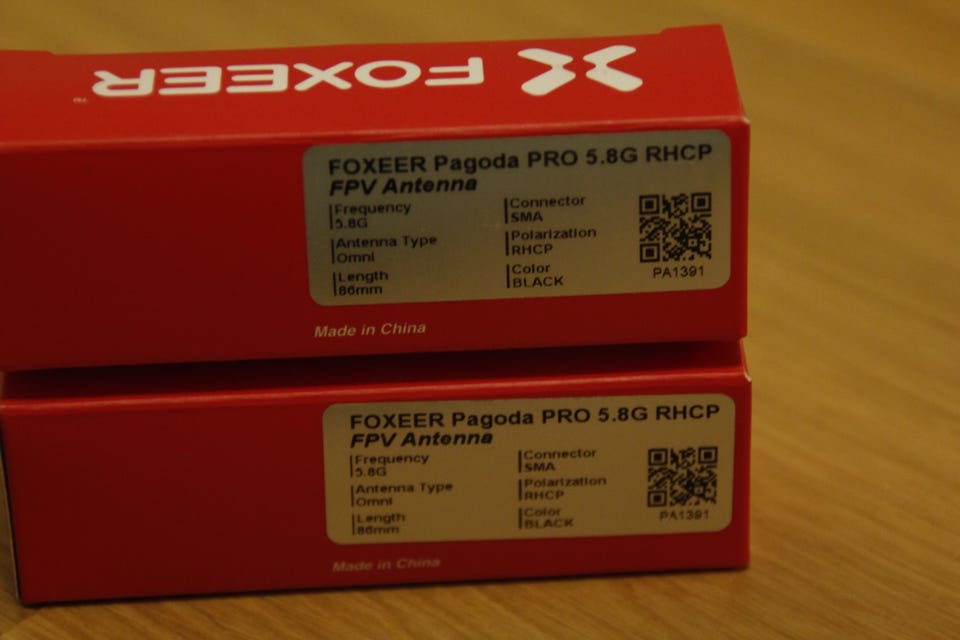 FOXEER
TM
FOXEER Pagoda PRO 5.8G RHCP
FPV Antenna
Frequency
5.8G
Connector
SMA
Antenna Type
Omni
Polarization
RHCP
Length
86mm
Color
BLACK
PA1391
Made in China
FOXEER Pagoda PRO 5.8G RHCP
FPV Antenna
Frequency
5.8G
Connector
SMA
Antenna Type
Omni
Polarization
RHCP
Length
86mm
Color
BLACK
PA1391
Made in China